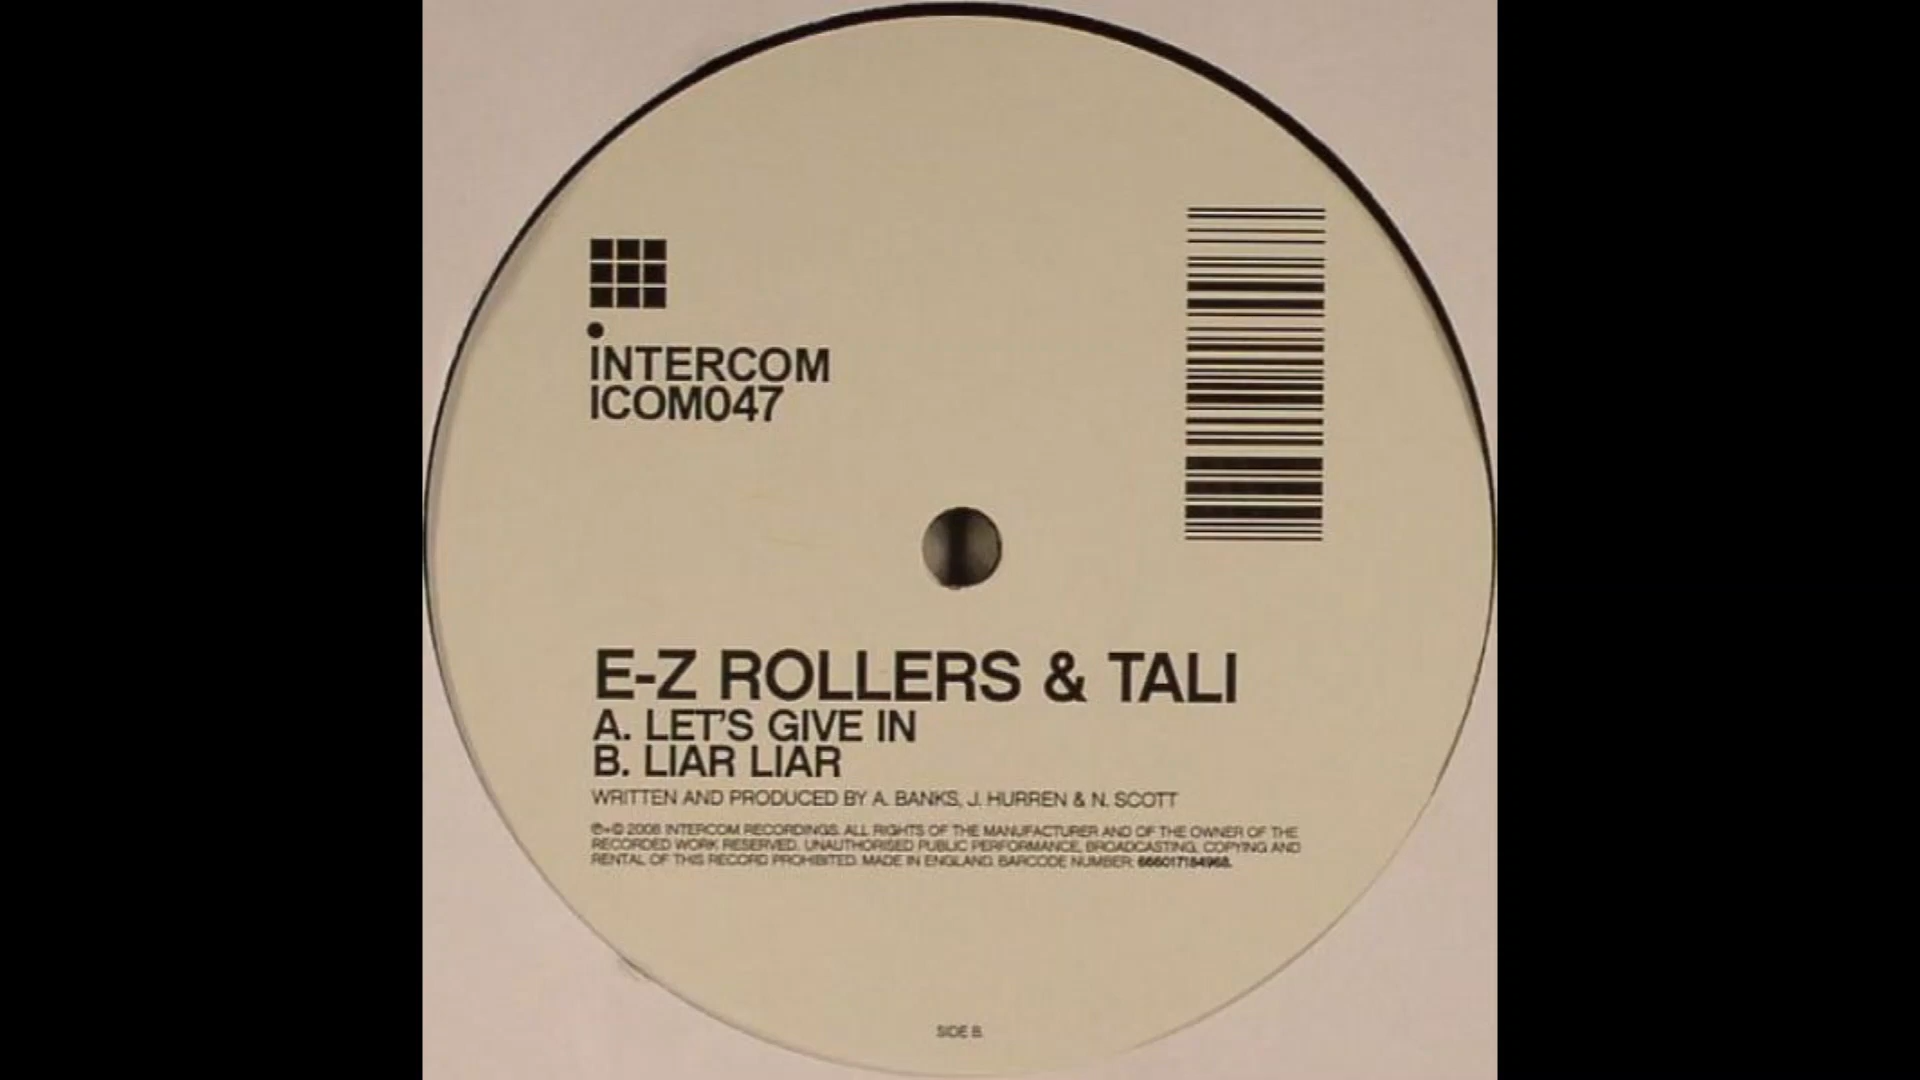 INTERCOM
ICOM047
E-Z ROLLERS & TALI
A. LET'S GIVE IN
B. LIAR LIAR
WRITTEN AND PRODUCED BY A. BANKS, J. HURREN & N. SCOTT
℗+© 2006 INTERCOM RECORDINGS. ALL RIGHTS OF THE MANUFACTURER AND OF THE OWNER OF THE
RECORDED WORK RESERVED. UNAUTHORISED PUBLIC PERFORMANCE, BROADCASTING, COPYING AND
RENTAL OF THIS RECORD PROHIBITED. MADE IN ENGLAND. BARCODE NUMBER: 666017184968.
SIDE B.